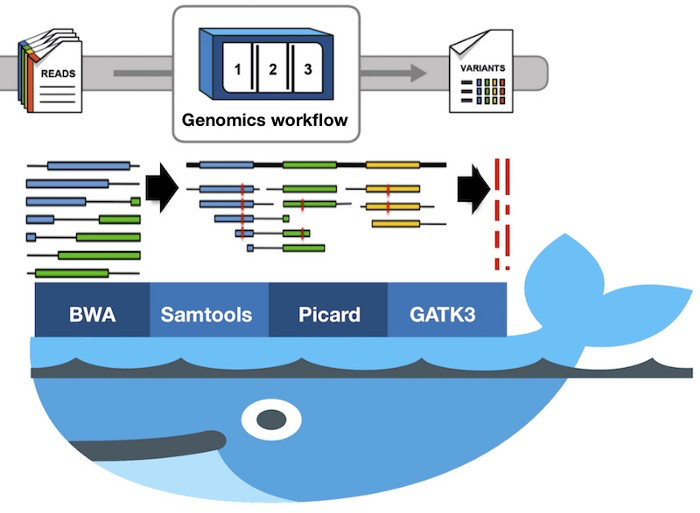 READS
1 2 3
VARIANTS
Genomics workflow
BWA Samtools Picard GATK3